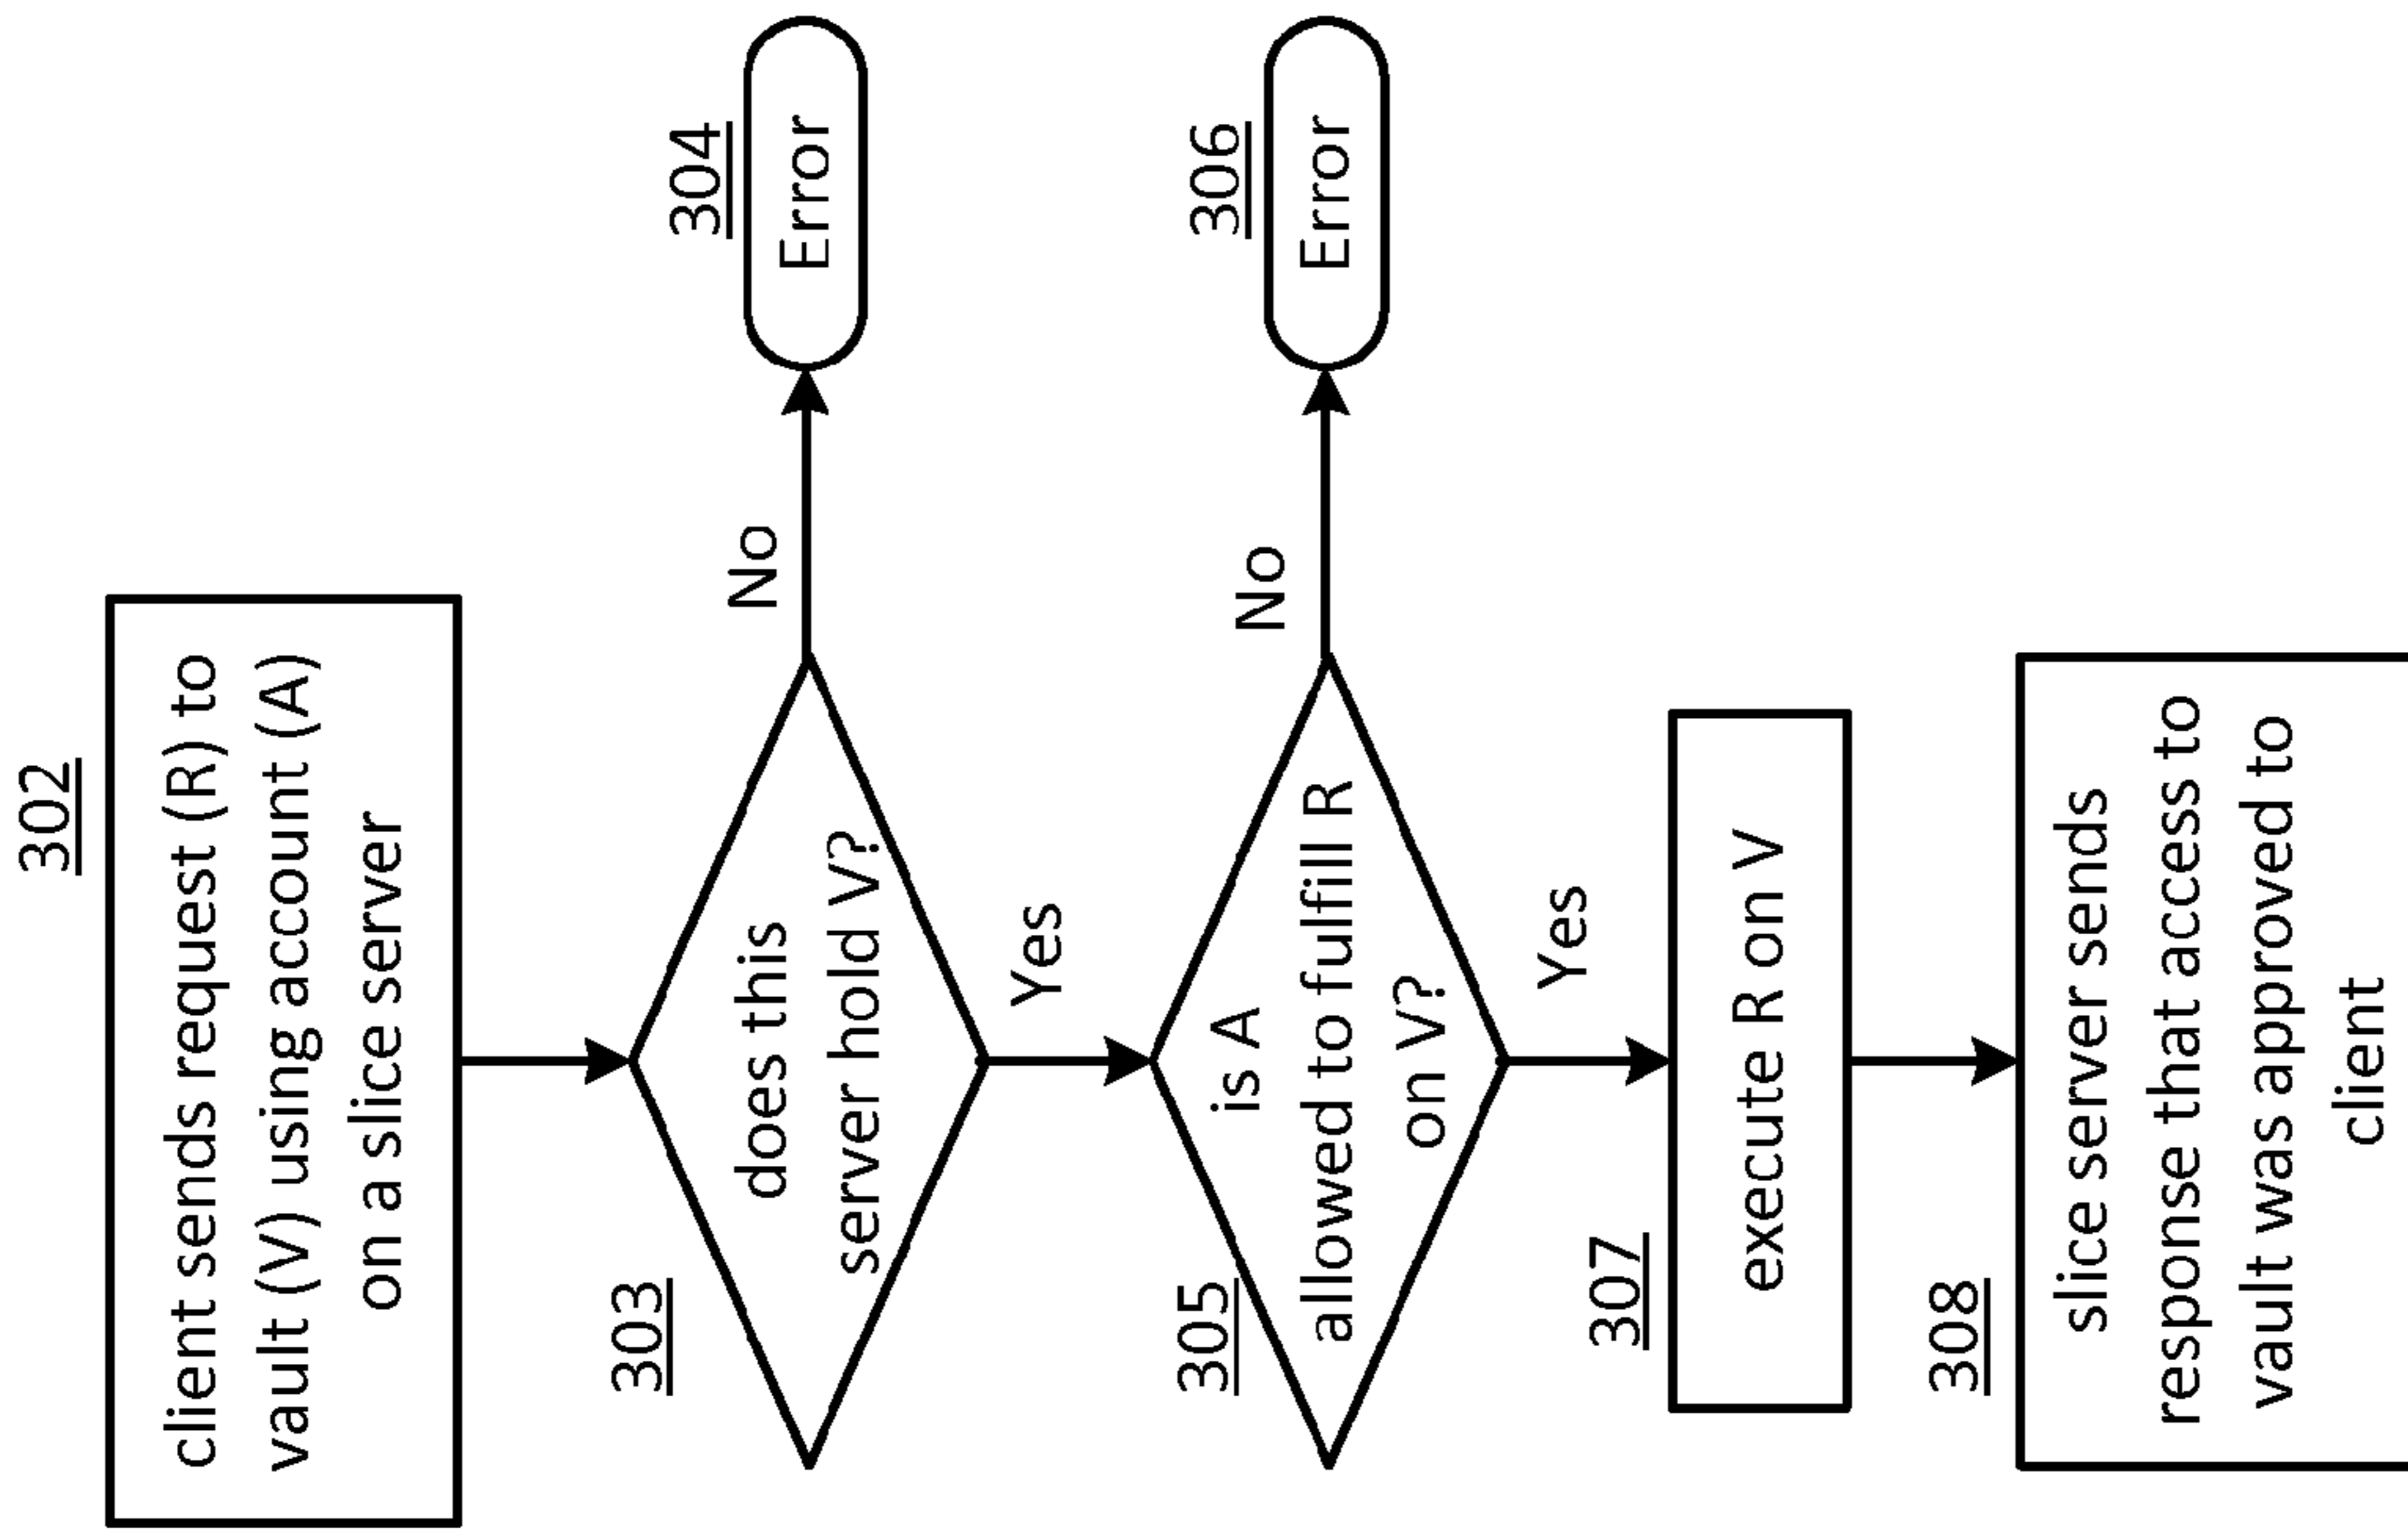 302
client sends request (R) to
vault (V) using account (A)
on a slice server
303
does this
server hold V?
No
304
Error
Yes
305
is A
allowed to fulfill R
on V?
No
306
Error
Yes
307
execute R on V
308
slice server sends
response that access to
vault was approved to
client